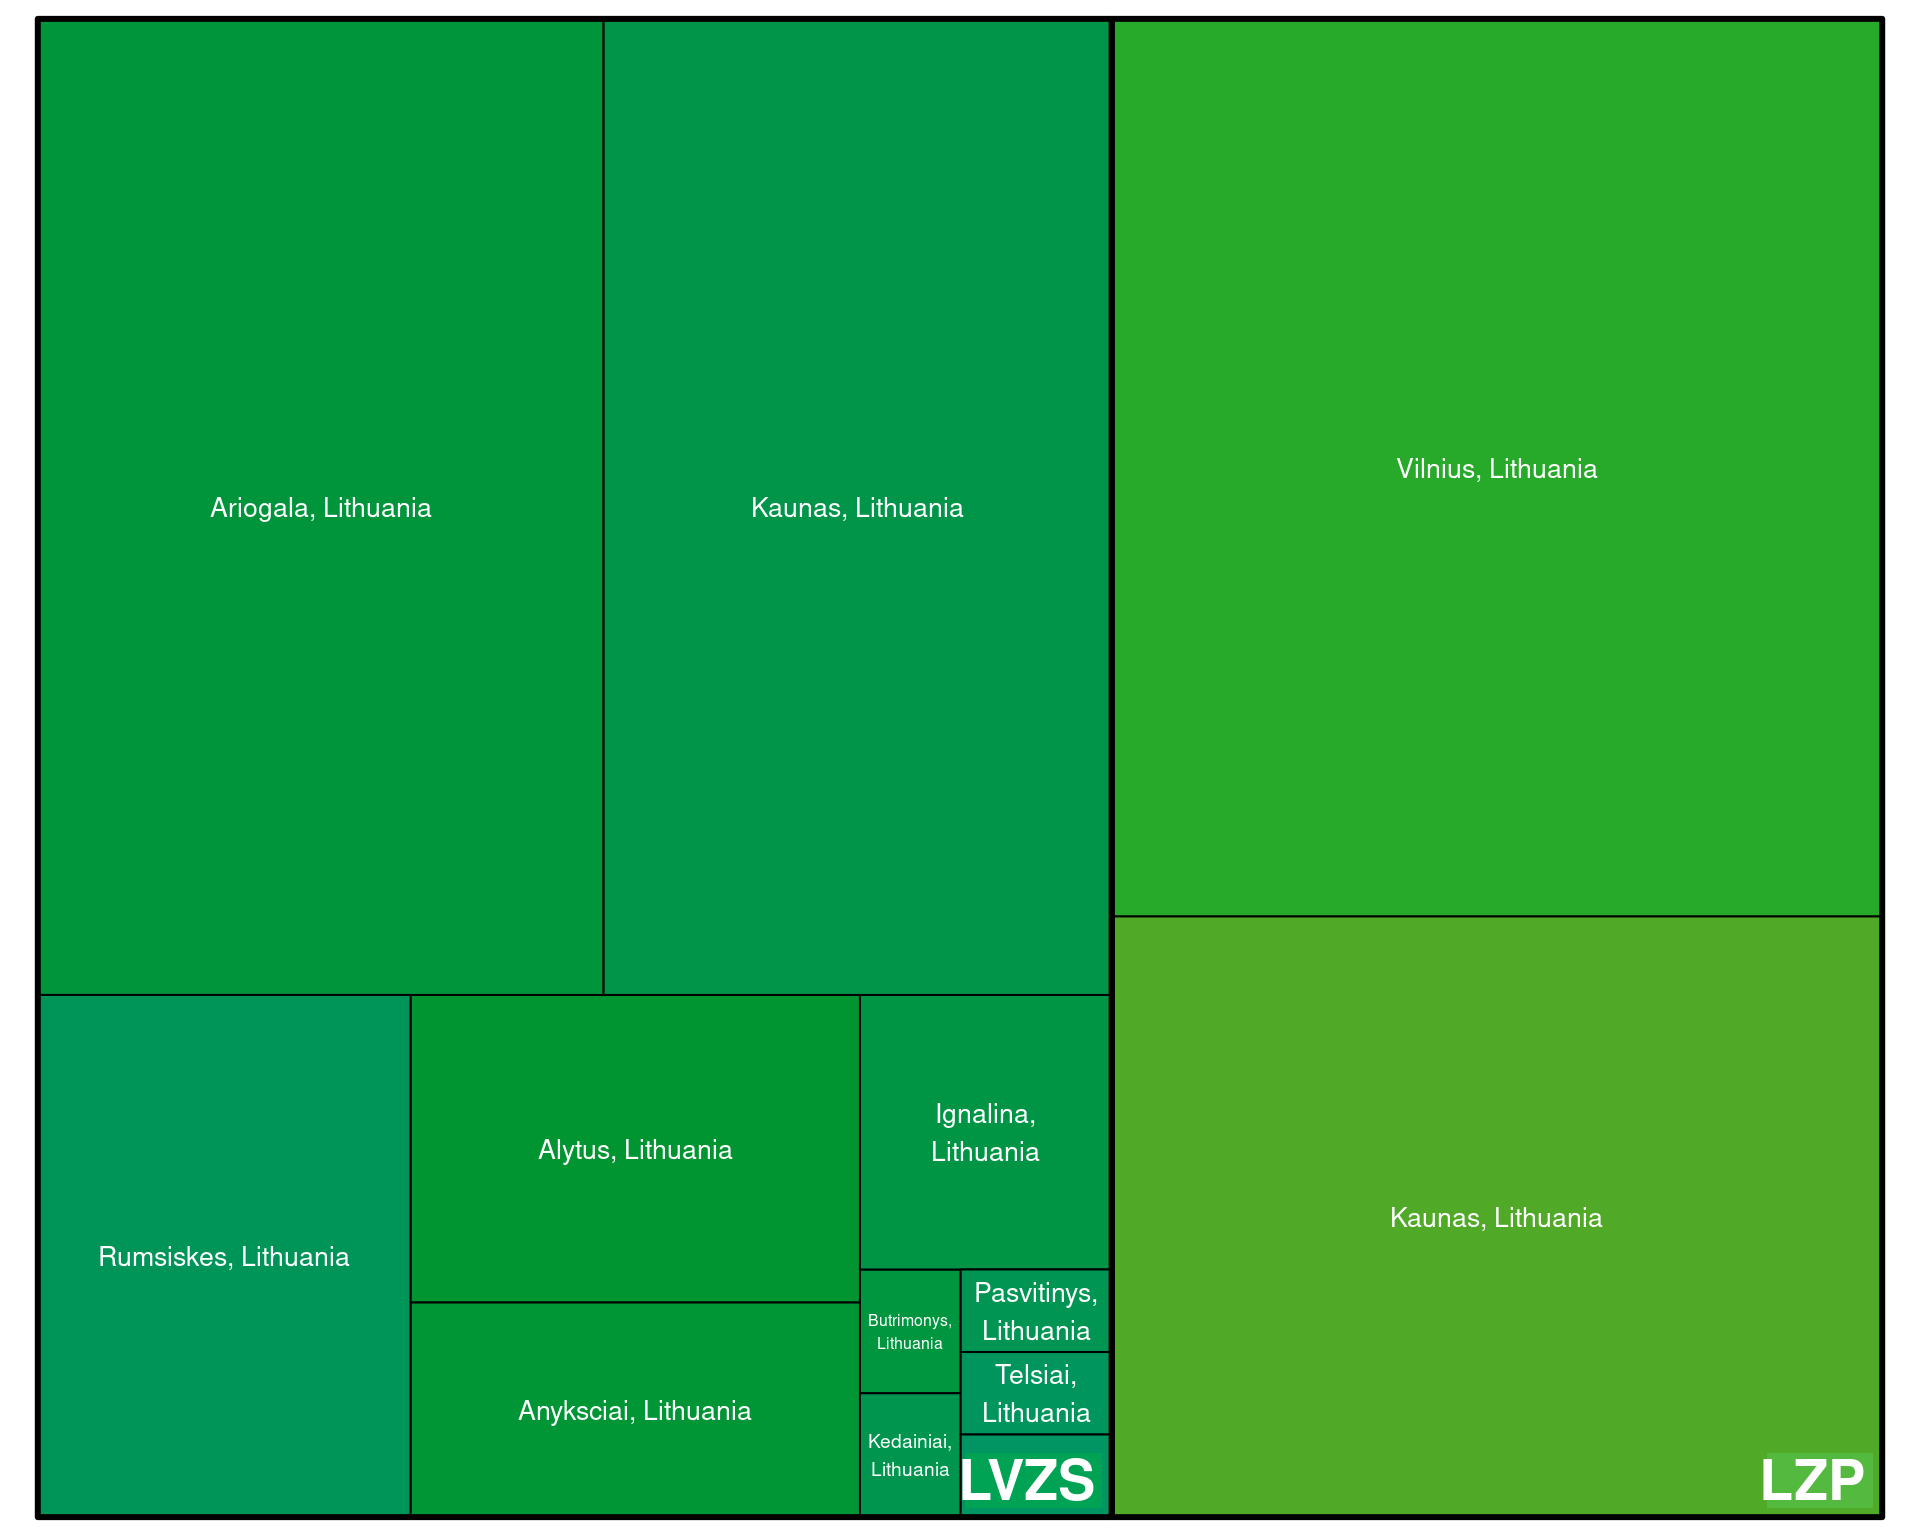 Ariogala, Lithuania
Kaunas, Lithuania
Vilnius, Lithuania
Rumsiskes, Lithuania
Alytus, Lithuania
Anyksciai, Lithuania
Ignalina,
Lithuania
Butrimonys,
Lithuania
Pasvitinys,
Lithuania
Telsiai,
Lithuania
Kedainiai,
Lithuania
LVZS
Kaunas, Lithuania
LZP